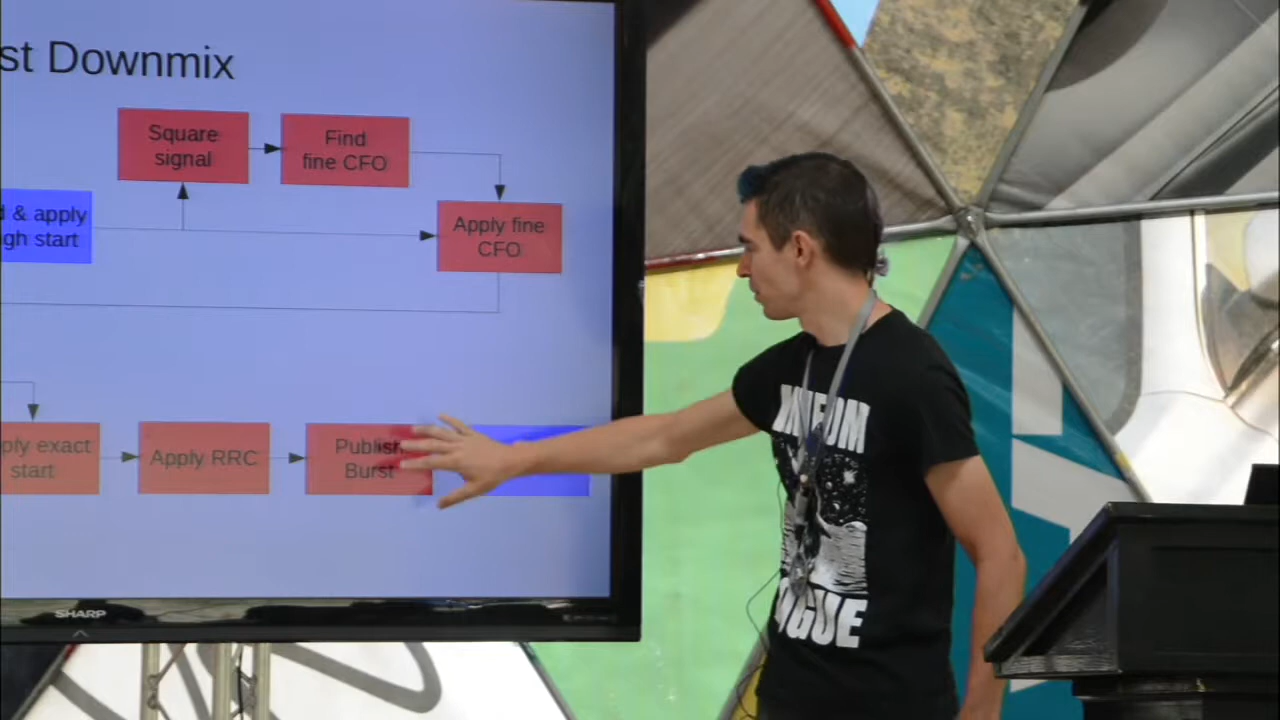 st Downmix
Square
signal
Find
fine CFO
& apply
gh start
Apply fine
CFO
ply exact
start
Apply RRC
Publish
Burst
SHARP